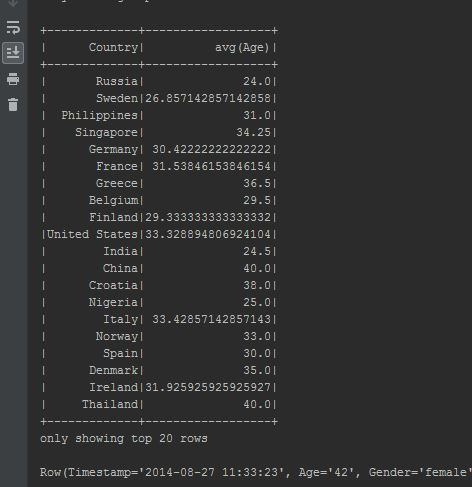 +-------------+------------------+
|      Country|          avg(Age)|
+-------------+------------------+
|       Russia|              24.0|
|       Sweden|26.857142857142858|
|  Philippines|              31.0|
|    Singapore|             34.25|
|      Germany| 30.42222222222222|
|       France| 31.53846153846154|
|       Greece|              36.5|
|      Belgium|              29.5|
|      Finland|29.333333333333332|
|United States|33.328894806924104|
|        India|              24.5|
|        China|              40.0|
|      Croatia|              38.0|
|      Nigeria|              25.0|
|        Italy| 33.42857142857143|
|       Norway|              33.0|
|        Spain|              30.0|
|      Denmark|              35.0|
|      Ireland|31.925925925925927|
|     Thailand|              40.0|
+-------------+------------------+
only showing top 20 rows
Row(Timestamp='2014-08-27 11:33:23', Age='42', Gender='female'